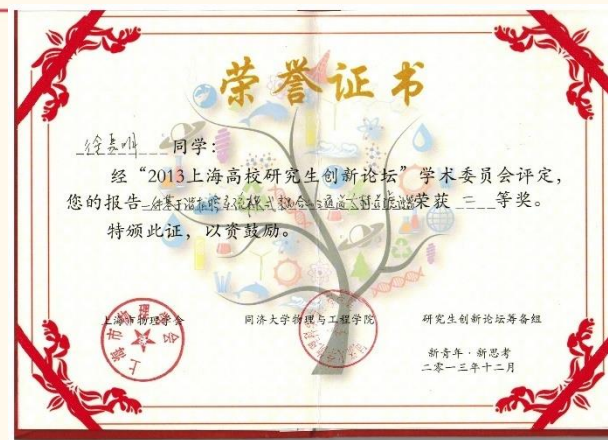 荣誉证书
同学：
经“2013上海高校研究生创新论坛”学术委员会评定，
您的报告 荣获 三 等奖。
特颁此证，以资鼓励。
上海市物理学会 同济大学物理与工程学院 研究生创新论坛筹备组
新青年·新思考
二零一三年十二月